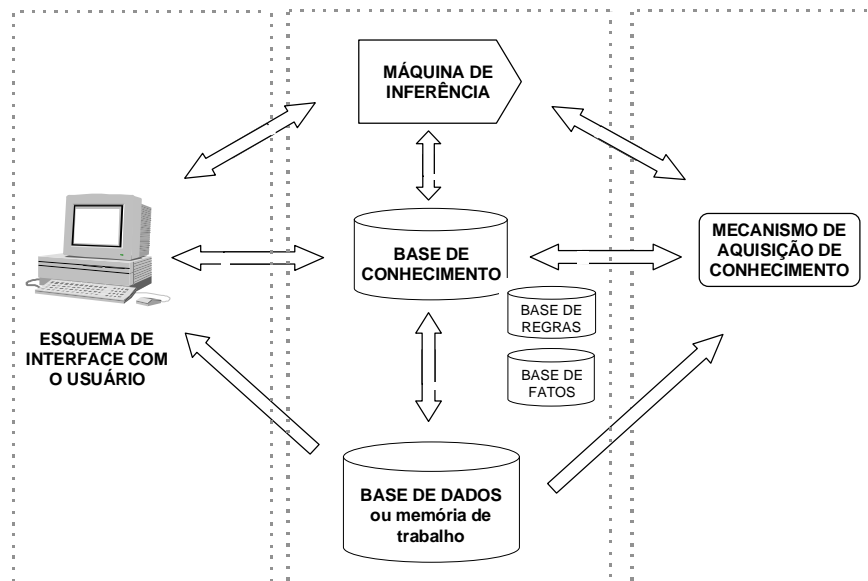 MÁQUINA DE
INFERÊNCIA
BASE DE
CONHECIMENTO
MECANISMO DE
AQUISIÇÃO DE
CONHECIMENTO
BASE DE
REGRAS
BASE DE
FATOS
ESQUEMA DE
INTERFACE COM
O USUÁRIO
BASE DE DADOS
ou memória de
trabalho